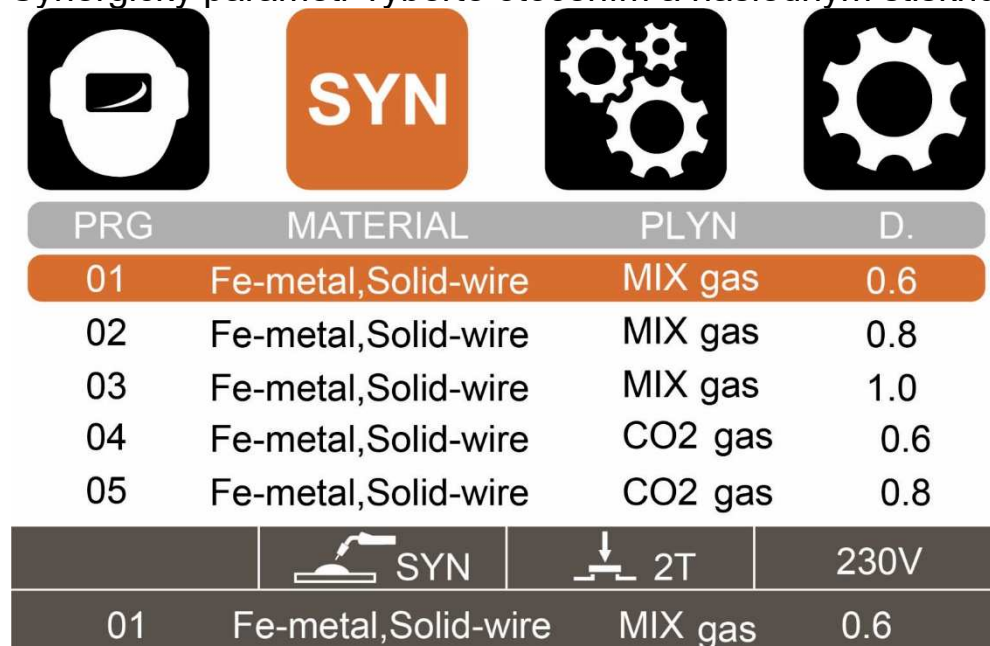 SYN
PRG MATERIAL PLYN D.
01 Fe-metal,Solid-wire MIX gas 0.6
02 Fe-metal,Solid-wire MIX gas 0.8
03 Fe-metal,Solid-wire MIX gas 1.0
04 Fe-metal,Solid-wire CO2 gas 0.6
05 Fe-metal,Solid-wire CO2 gas 0.8
SYN 2T 230V
01 Fe-metal,Solid-wire MIX gas 0.6